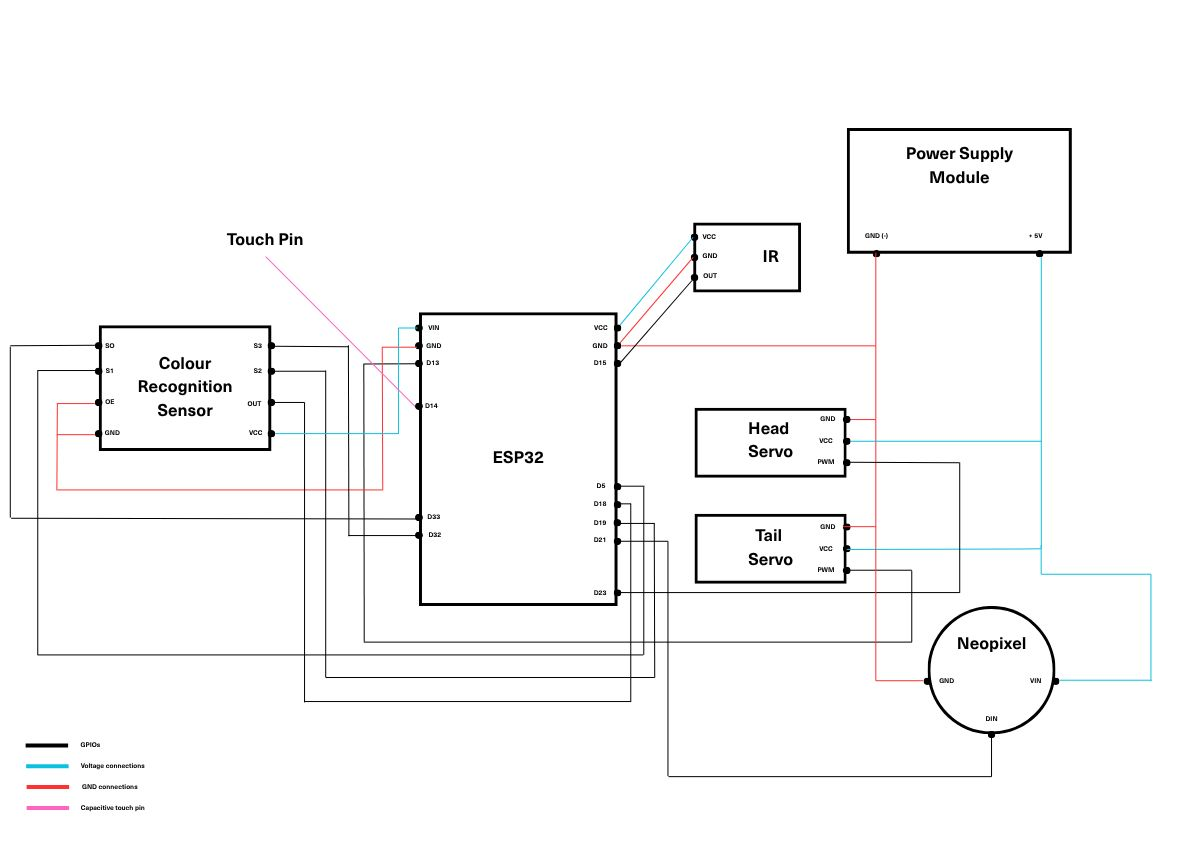 Power Supply
Module
GND (-)
+ 5V
Touch Pin
VCC
GND
OUT
IR
Colour
Recognition
Sensor
SO
S1
OE
GND
S3
S2
OUT
VCC
ESP32
VIN
GND
D13
D14
D33
D32
VCC
GND
D15
D5
D18
D19
D21
D23
Head
Servo
GND
VCC
PWM
Tail
Servo
GND
VCC
PWM
Neopixel
GND
VIN
DIN
GPIOs
Voltage connections
GND connections
Capacitive touch pin